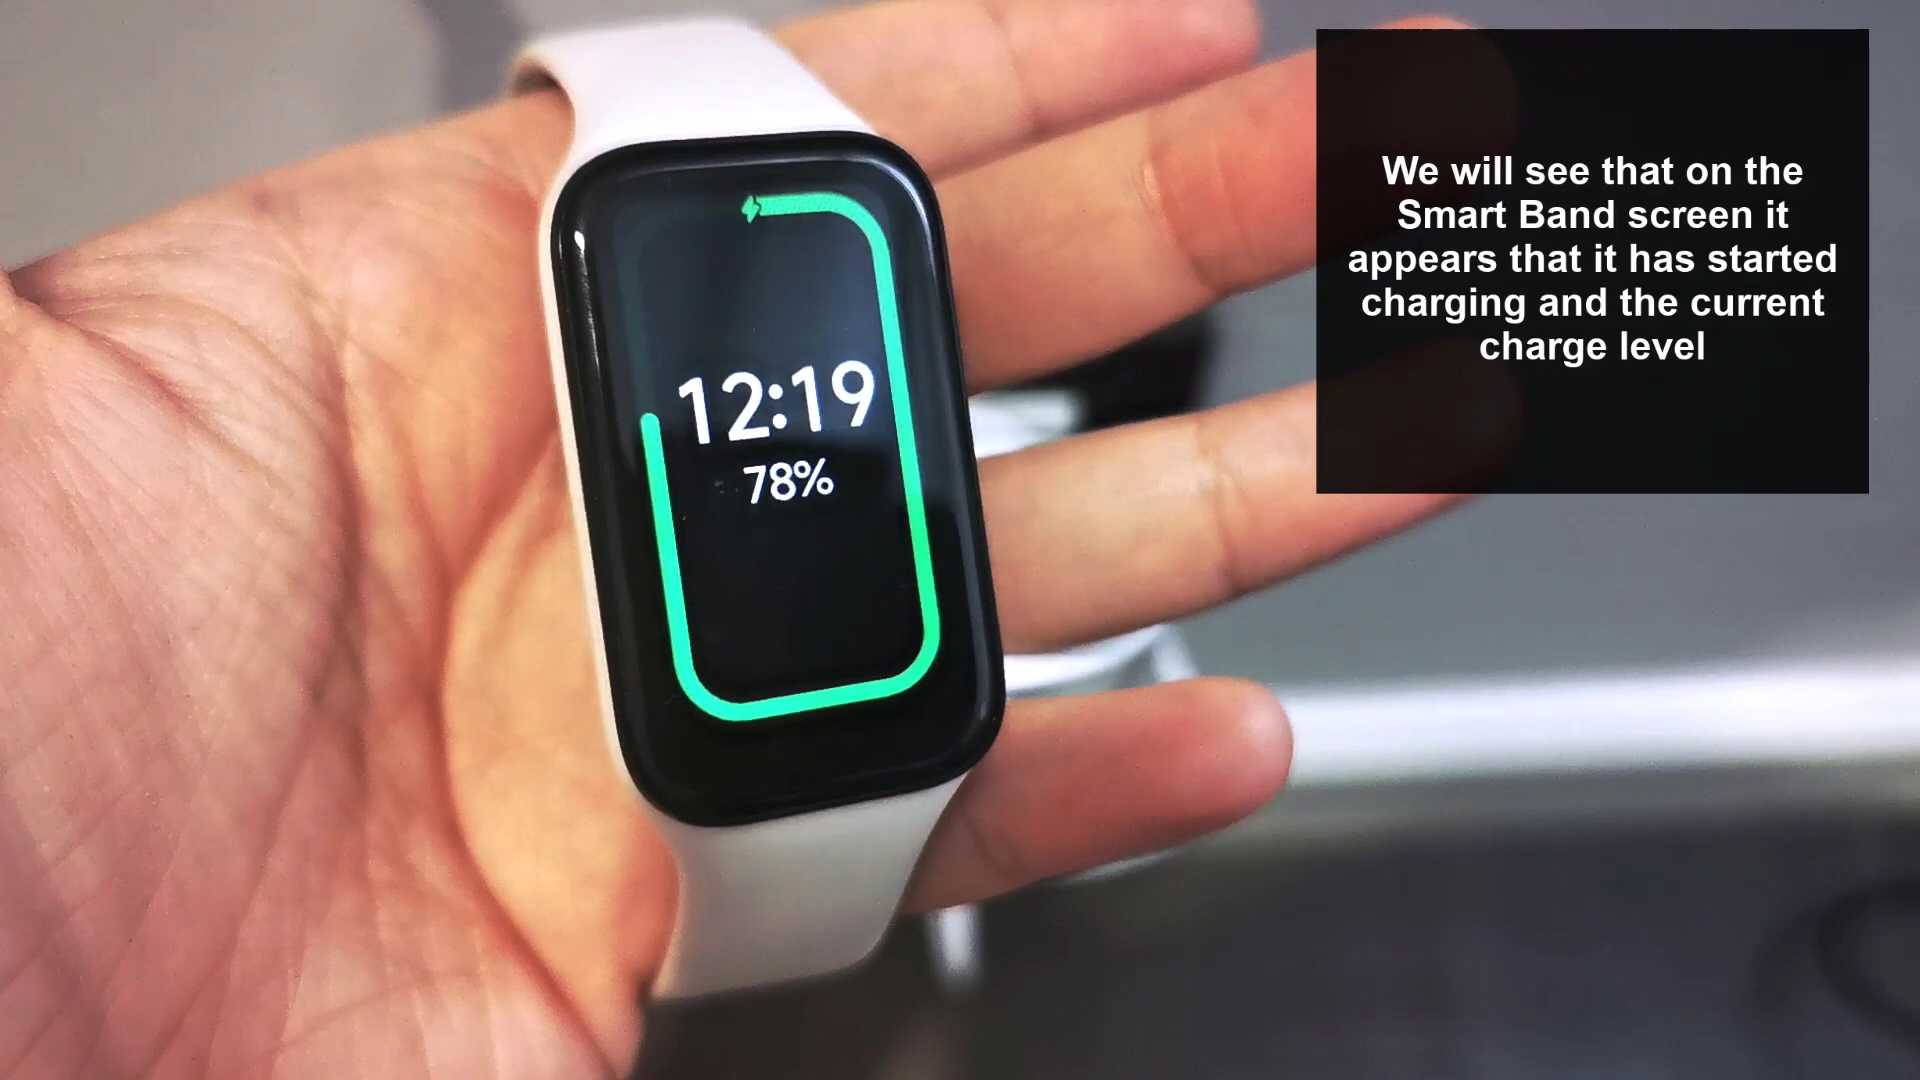 12:19
78%
We will see that on the
Smart Band screen it
appears that it has started
charging and the current
charge level